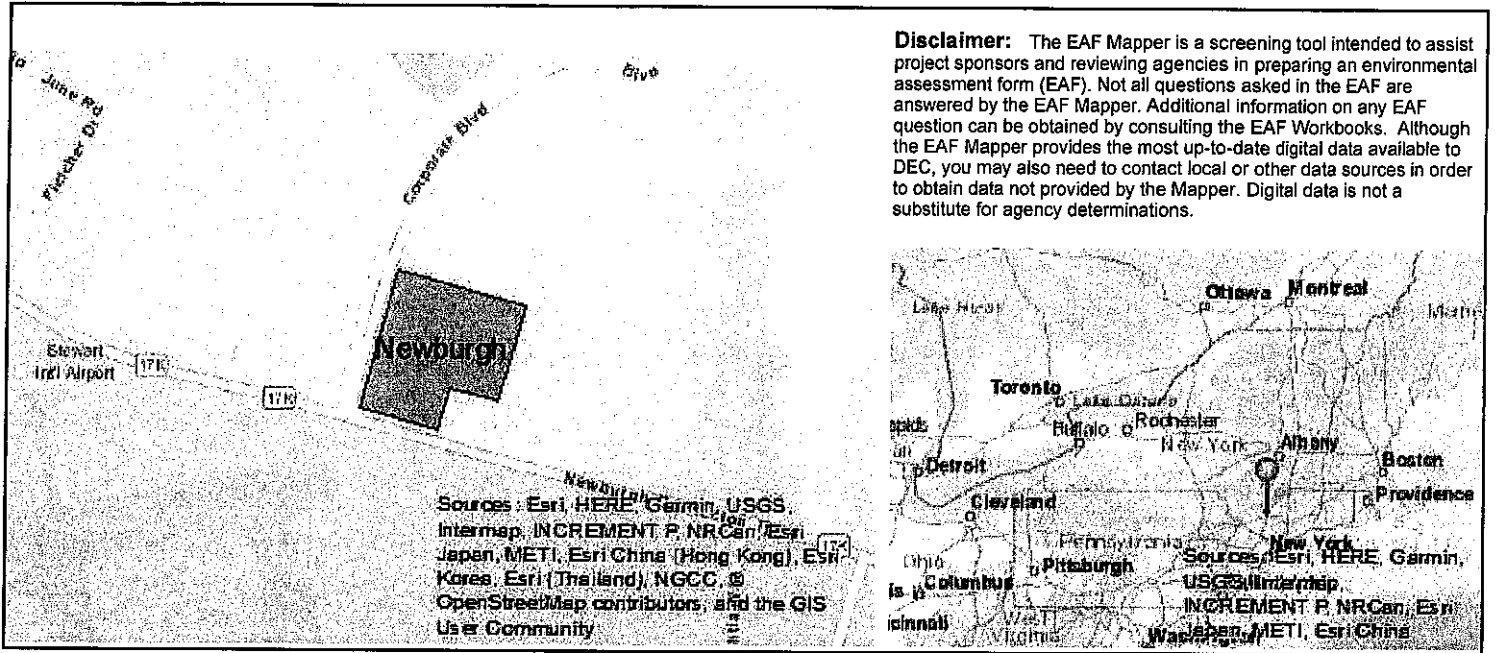 Disclaimer: The EAF Mapper is a screening tool intended to assist
project sponsors and reviewing agencies in preparing an environmental
assessment form (EAF). Not all questions asked in the EAF are
answered by the EAF Mapper. Additional information on any EAF
question can be obtained by consulting the EAF Workbooks. Although
the EAF Mapper provides the most up-to-date digital data available to
DEC, you may also need to contact local or other data sources in order
to obtain data not provided by the Mapper. Digital data is not a
substitute for agency determinations.
June Rd
Fletcher Dr
Blvd
Corporate Blvd
Newburgh
Stewart
Int'l Airport
17K
17K
17K
Sources: Esri, HERE, Garmin, USGS,
Intermap, INCREMENT P, NRCan, Esri
Japan, METI, Esri China (Hong Kong), Esri
Korea, Esri (Thailand), NGCC, ©
OpenStreetMap contributors, and the GIS
User Community
Ottawa
Montreal
Lake Huron
Toronto
Lake Ontario
Buffalo
Rochester
New York
Albany
Boston
Detroit
Providence
Cleveland
Pennsylvania
New York
Ohio
Pittsburgh
Columbus
West
Virginia
Sources: Esri, HERE, Garmin,
USGS, Intermap,
INCREMENT P, NRCan, Esri
Japan, METI, Esri China